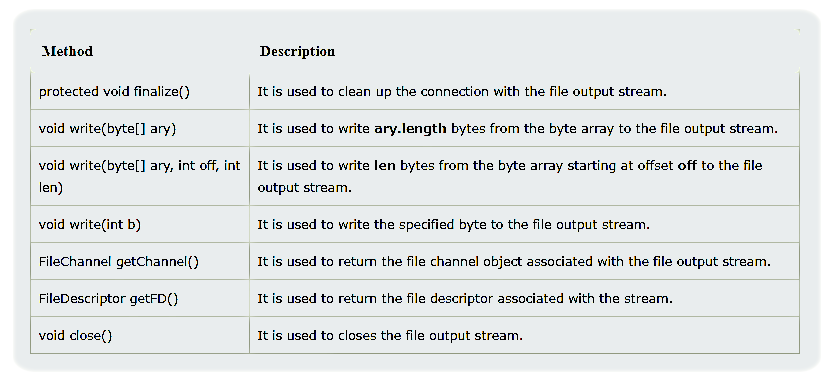 Method Description
protected void finalize() It is used to clean up the connection with the file output stream.
void write(byte[] ary) It is used to write ary.length bytes from the byte array to the file output stream.
void write(byte[] ary, int off, int It is used to write len bytes from the byte array starting at offset off to the file
len) output stream.
void write(int b) It is used to write the specified byte to the file output stream.
FileChannel getChannel() It is used to return the file channel object associated with the file output stream.
FileDescriptor getFD() It is used to return the file descriptor associated with the stream.
void close() It is used to closes the file output stream.